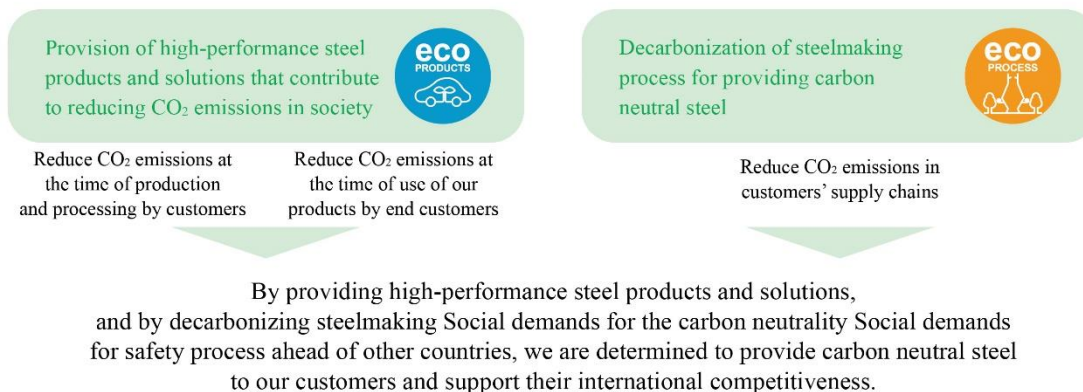 Provision of high-performance steel
products and solutions that contribute
to reducing CO₂ emissions in society
eco
PRODUCTS
Decarbonization of steelmaking
process for providing carbon
neutral steel
eco
PROCESS
Reduce CO₂ emissions at
the time of production
and processing by customers
Reduce CO₂ emissions at
the time of use of our
products by end customers
Reduce CO₂ emissions in
customers’ supply chains
By providing high-performance steel products and solutions,
and by decarbonizing steelmaking Social demands for the carbon neutrality Social demands
for safety process ahead of other countries, we are determined to provide carbon neutral steel
to our customers and support their international competitiveness.